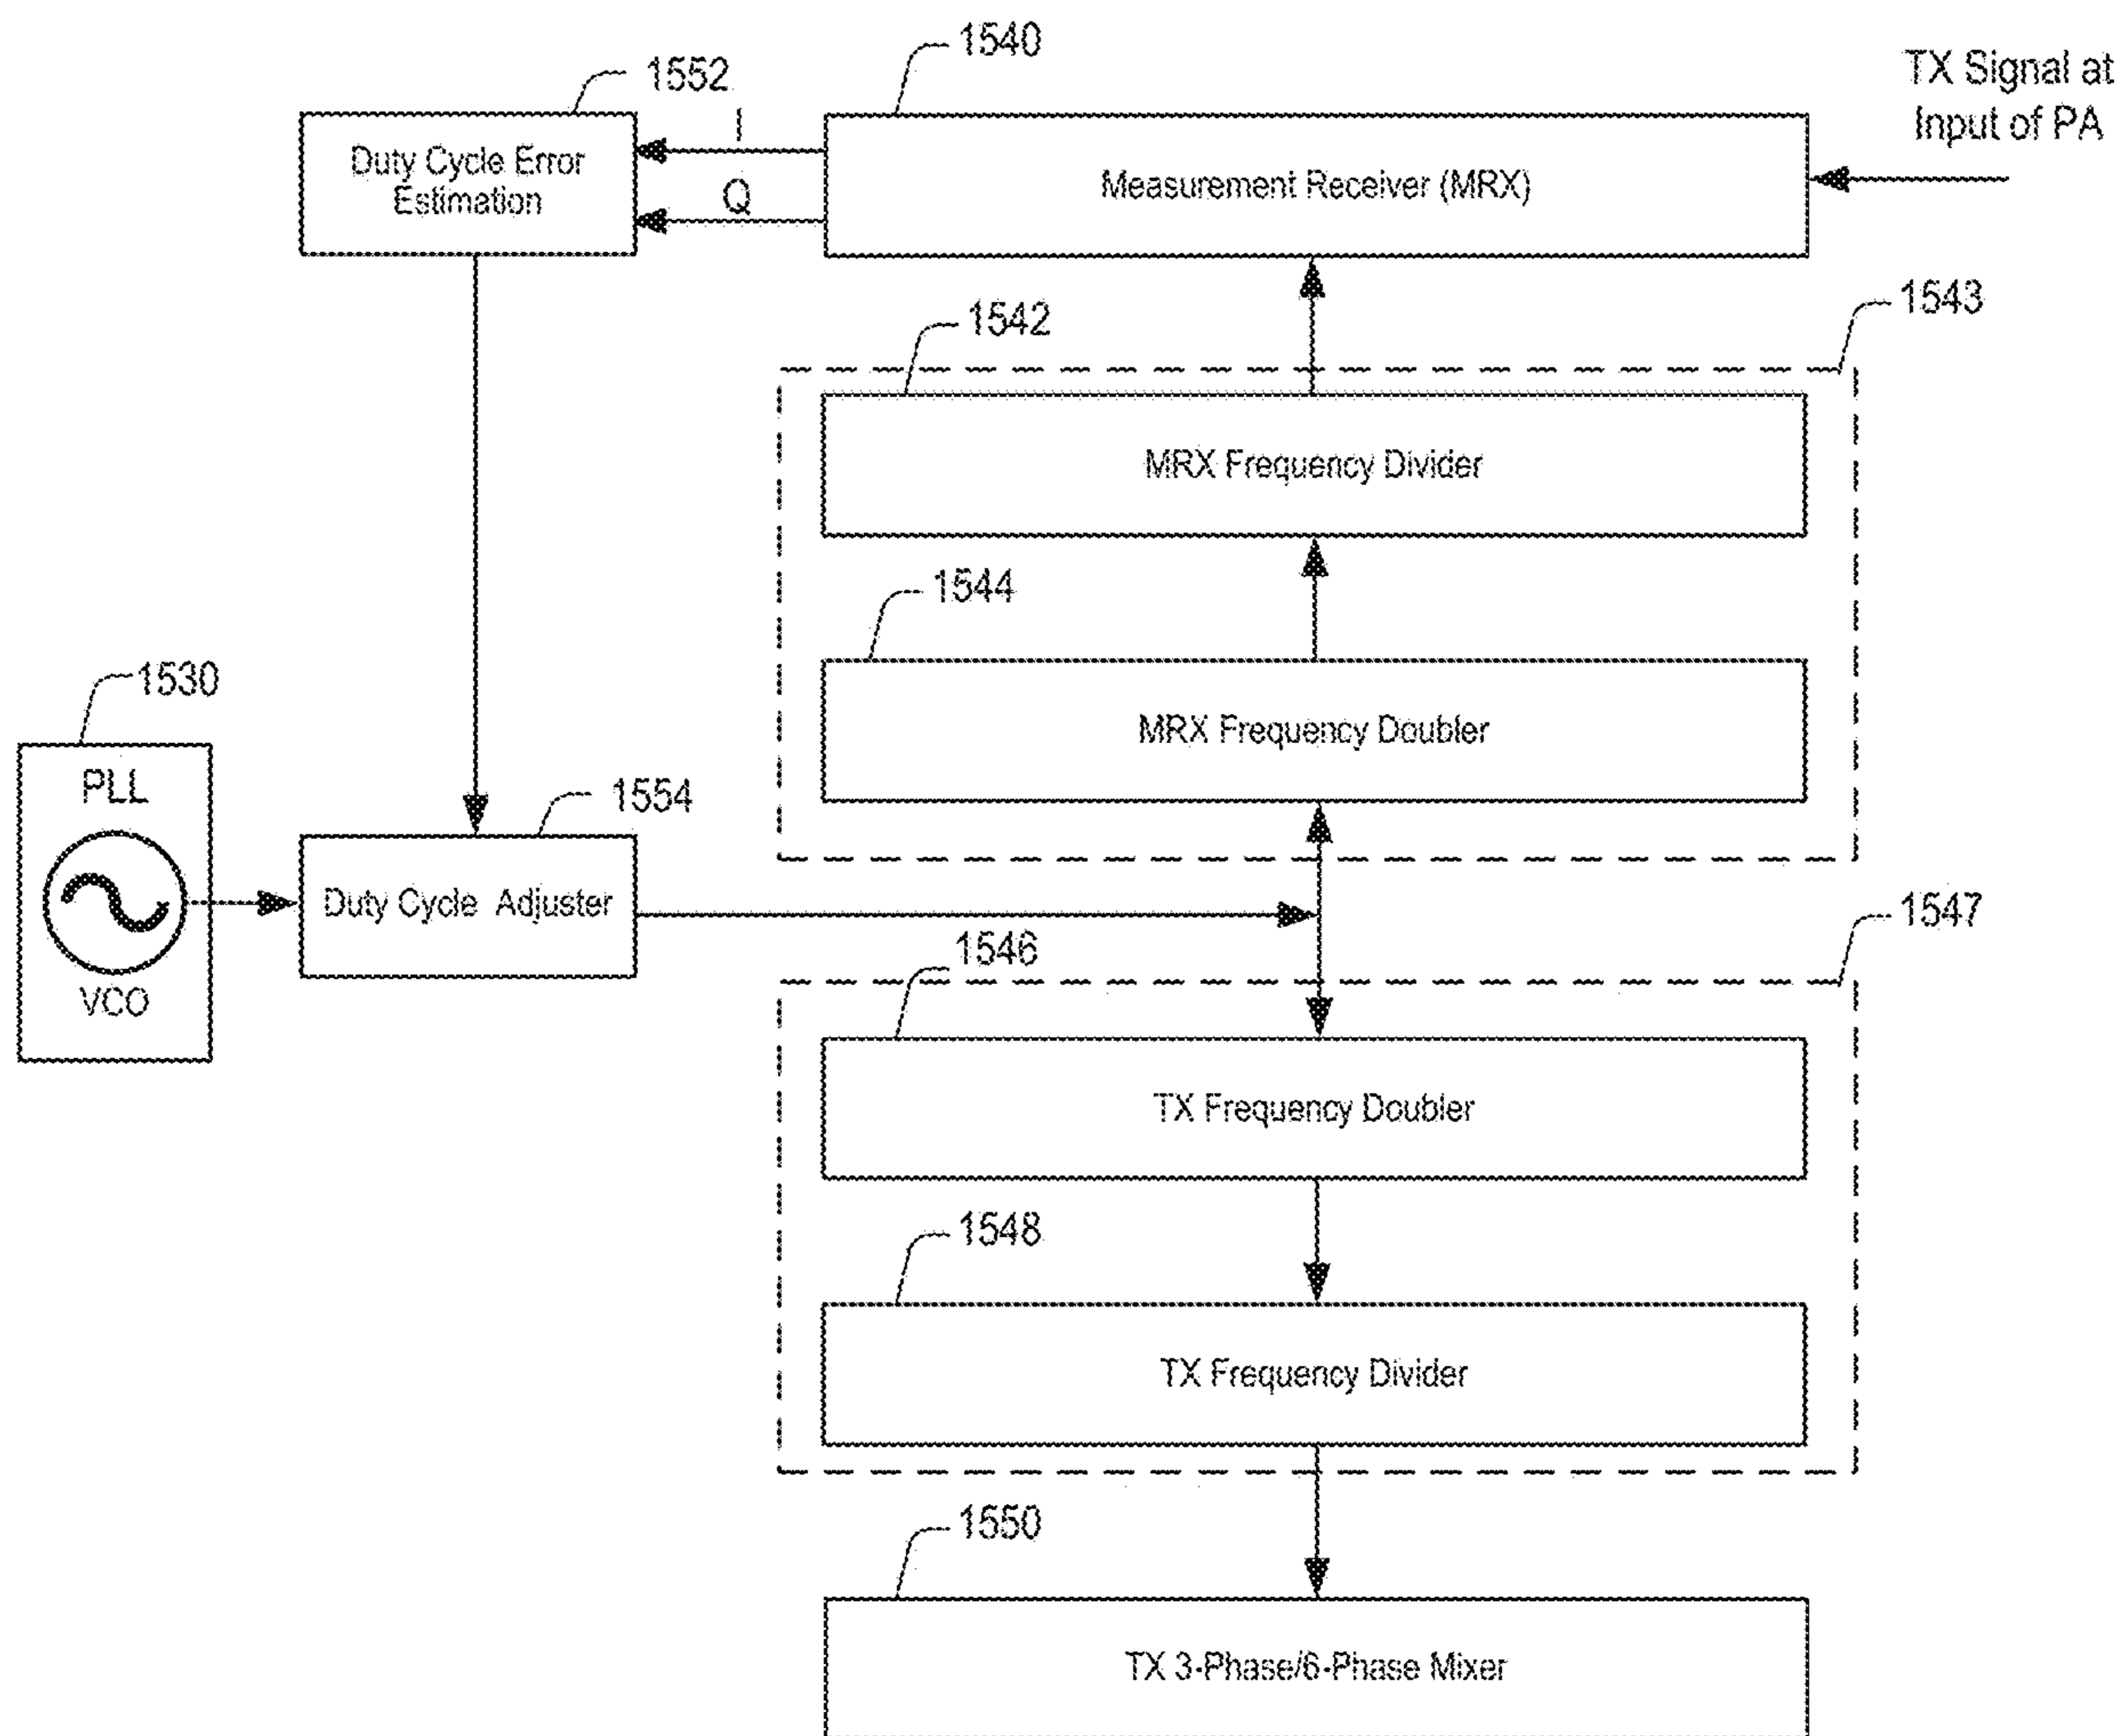 1540
TX Signal at
Input of PA
1552
I
Duty Cycle Error
Estimation
Q
Measurement Receiver (MRX)
1543
1542
MRX Frequency Divider
1544
MRX Frequency Doubler
1530
PLL
VCO
1554
Duty Cycle Adjuster
1547
1546
TX Frequency Doubler
1548
TX Frequency Divider
1550
TX 3-Phase/6-Phase Mixer